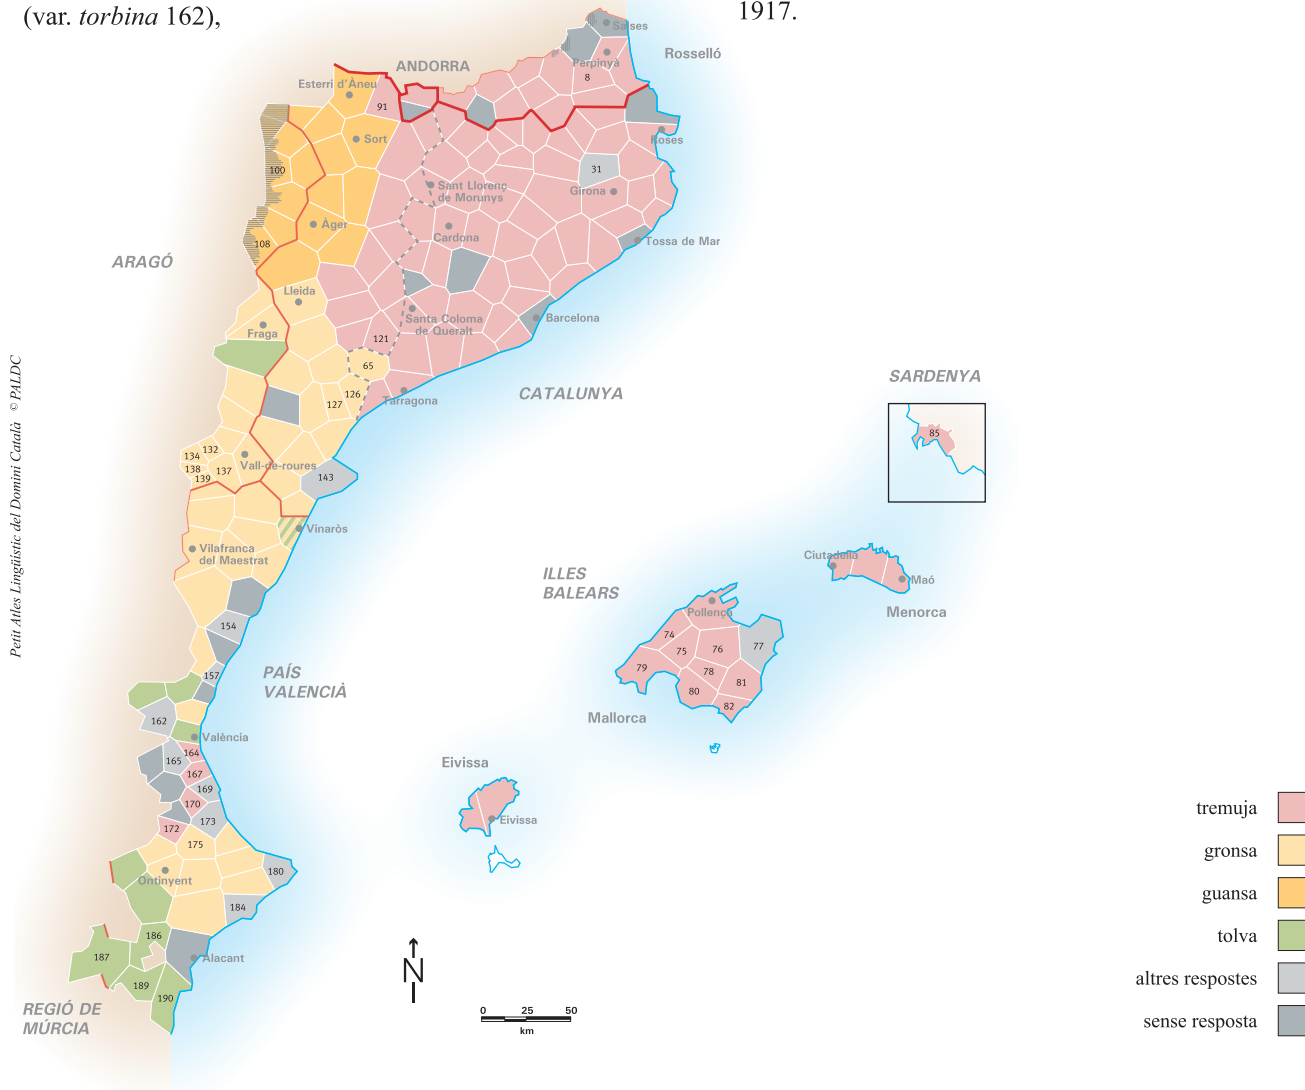 (var. torbina 162),
1917.
Salses
Rosselló
Perpinyà
8
ANDORRA
Esterri d'Àneu
91
Sort
Roses
100
31
Sant Llorenç
de Morunys
Girona
Àger
Cardona
108
Tossa de Mar
ARAGÓ
Lleida
Santa Coloma
de Queralt
Barcelona
Fraga
121
65
CATALUNYA
126
127
Tarragona
SARDENYA
85
132
134
138
137
139
Vall-de-roures
143
Vinaròs
Vilafranca
del Maestrat
Petit Atles Lingüístic del Domini Català © PALDC
ILLES
BALEARS
Ciutadella
Maó
Menorca
Pollença
154
74
75
76
77
79
78
80
81
82
Mallorca
157
PAÍS
VALENCIÀ
162
València
164
165
167
169
170
173
172
175
Eivissa
Eivissa
180
Ontinyent
184
186
187
Alacant
189
190
REGIÓ DE
MÚRCIA
N
0 25 50
km
tremuja
gronsa
guansa
tolva
altres respostes
sense resposta